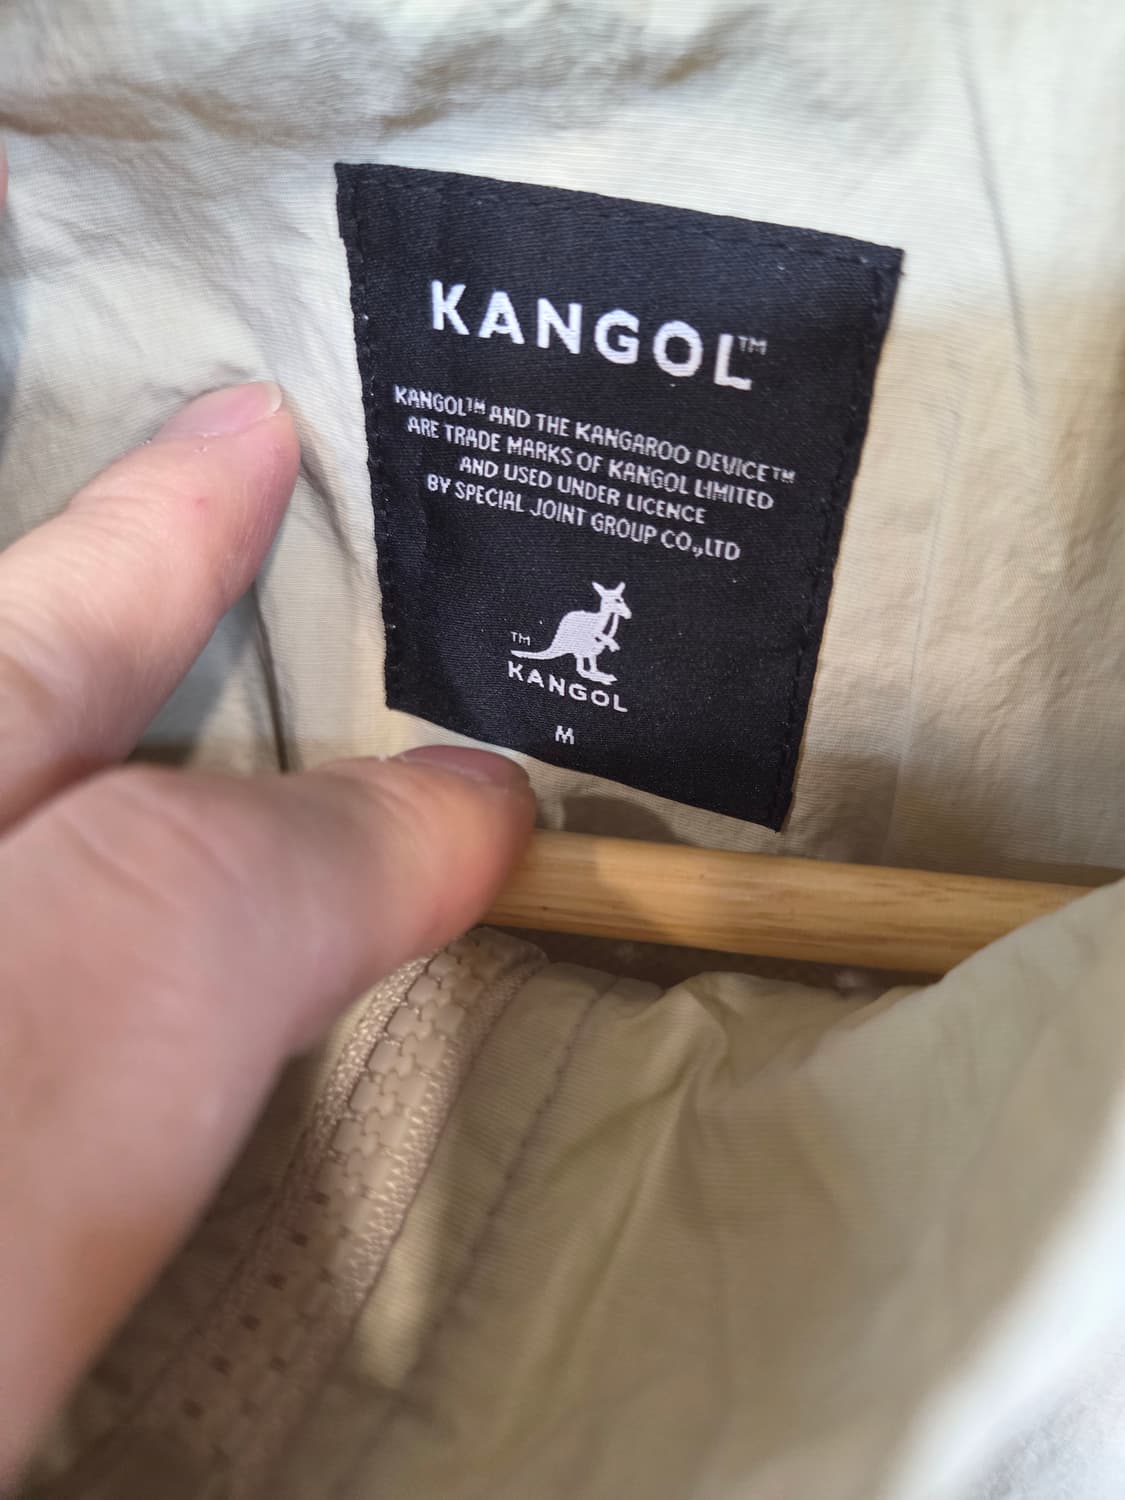 KANGOL™
KANGOL™ AND THE KANGAROO DEVICE™
ARE TRADE MARKS OF KANGOL LIMITED
AND USED UNDER LICENCE
BY SPECIAL JOINT GROUP CO.,LTD
TM
KANGOL
M